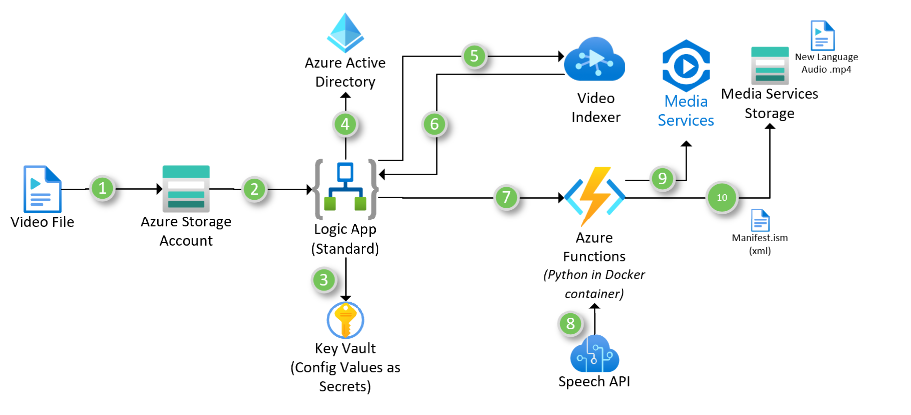 New Language
Audio .mp4
Azure Active
Directory
5
Video
Indexer
Media
Services
Media Services
Storage
4
6
1
2
7
9
10
Video File
Azure Storage
Account
Logic App
(Standard)
Azure
Functions
(Python in Docker
container)
Manifest.ism
(xml)
3
8
Key Vault
(Config Values as
Secrets)
Speech API